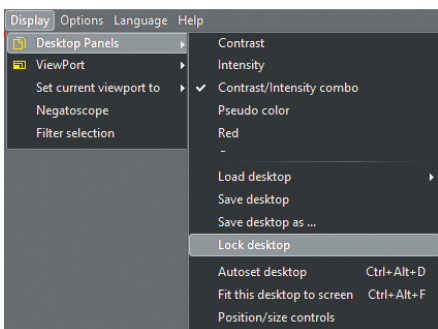 Display Options Language Help
Desktop Panels
ViewPort
Set current viewport to
Negatoscope
Filter selection
Contrast
Intensity
Contrast/Intensity combo
Pseudo color
Red
-
Load desktop
Save desktop
Save desktop as ...
Lock desktop
Autoset desktop Ctrl+Alt+D
Fit this desktop to screen Ctrl+Alt+F
Position/size controls